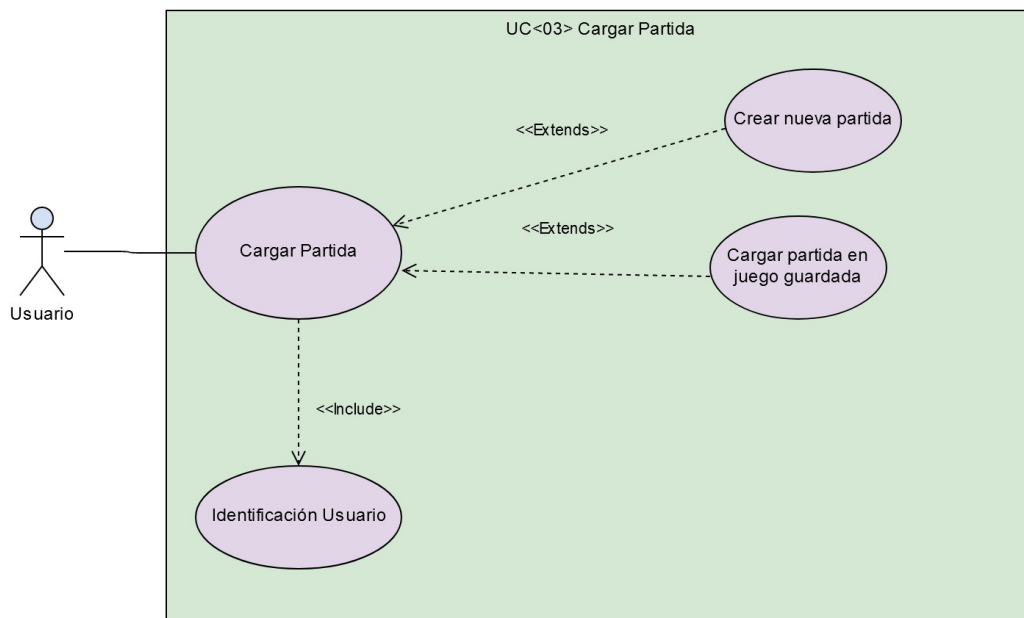 UC<03> Cargar Partida
<<Extends>>
Crear nueva partida
<<Extends>>
Cargar Partida
Cargar partida en
juego guardada
Usuario
<<Include>>
Identificación Usuario